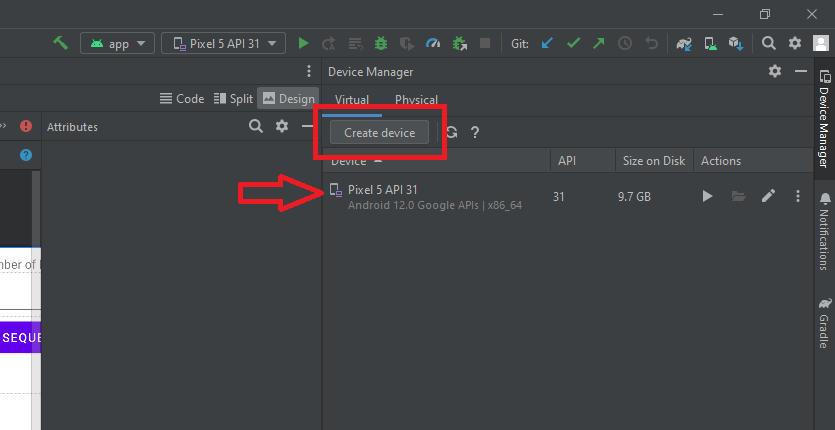 app
Pixel 5 API 31
Git:
Device Manager
Code
Split
Design
Virtual
Physical
Attributes
Create device
?
?
Device
API
Size on Disk
Actions
Pixel 5 API 31
Android 12.0 Google APIs | x86_64
31
9.7 GB
mber of
SEQUE
Device Manager
Notifications
Gradle